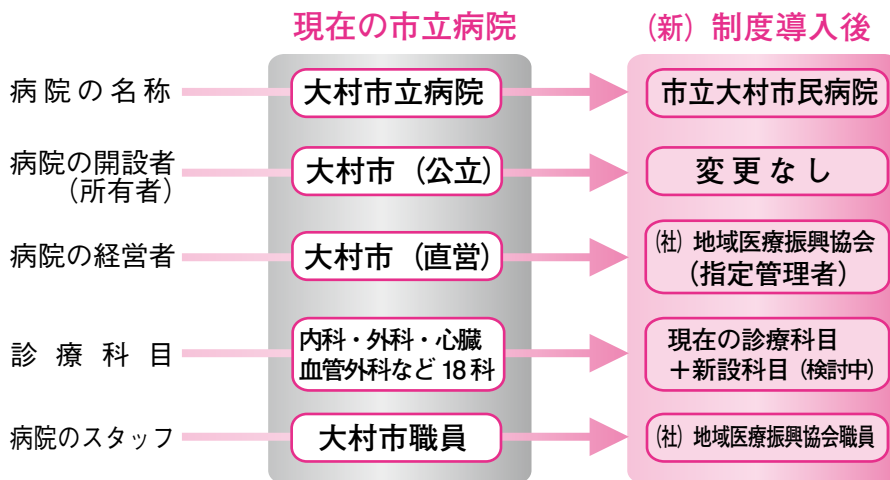 現在の市立病院
(新) 制度導入後
病院の名称
大村市立病院
市立大村市民病院
病院の開設者
(所有者)
大村市 (公立)
変更なし
病院の経営者
大村市 (直営)
(社) 地域医療振興協会
(指定管理者)
診療科目
内科・外科・心臓
血管外科など18科
現在の診療科目
+新設科目 (検討中)
病院のスタッフ
大村市職員
(社) 地域医療振興協会職員